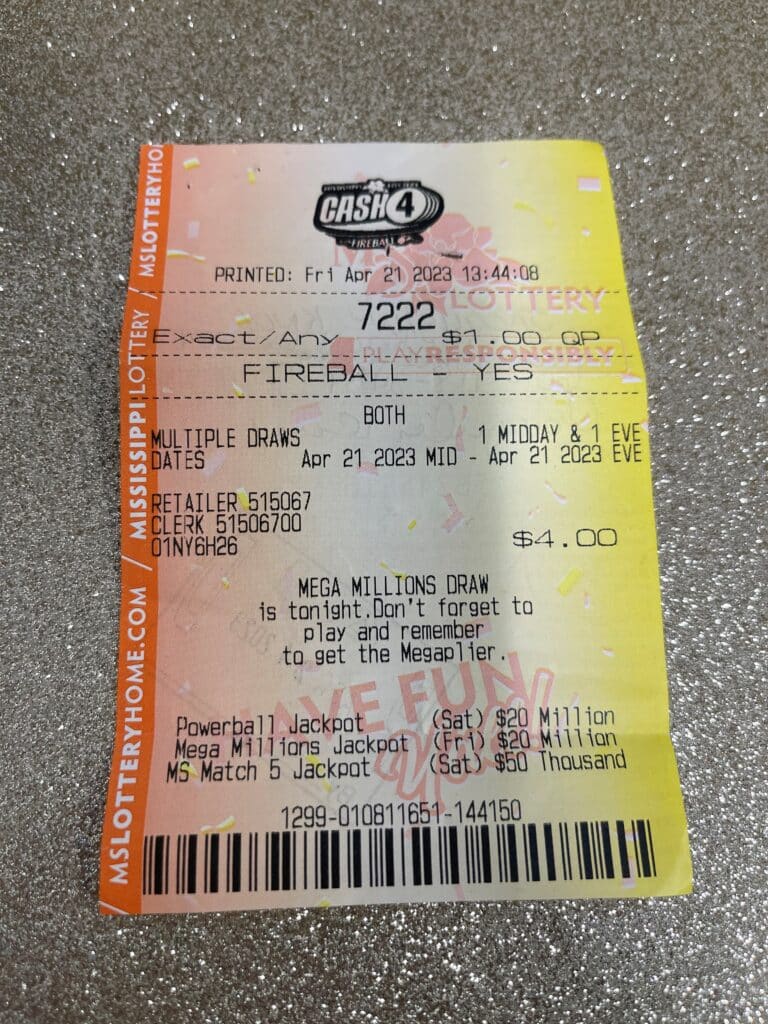 CASH 4
FIREBALL
PRINTED: Fri Apr 21 2023 13:44:08
LOTTERY
7222
Exact/Any $1.00 QP
PLAY RESPONSIBLY
FIREBALL - YES
BOTH
MULTIPLE DRAWS 1 MIDDAY & 1 EVE
DATES Apr 21 2023 MID - Apr 21 2023 EVE
RETAILER 515067
CLERK 51506700
01NY6H26
$4.00
MEGA MILLIONS DRAW
is tonight.Don't forget to
play and remember
to get the Megaplier.
HAVE FUN
Powerball Jackpot (Sat) $20 Million
Mega Millions Jackpot (Fri) $20 Million
MS Match 5 Jackpot (Sat) $50 Thousand
1299-010811651-144150
MSLOTTERYHOME.COM / MISSISSIPPI LOTTERY / MSLOTTERYHO